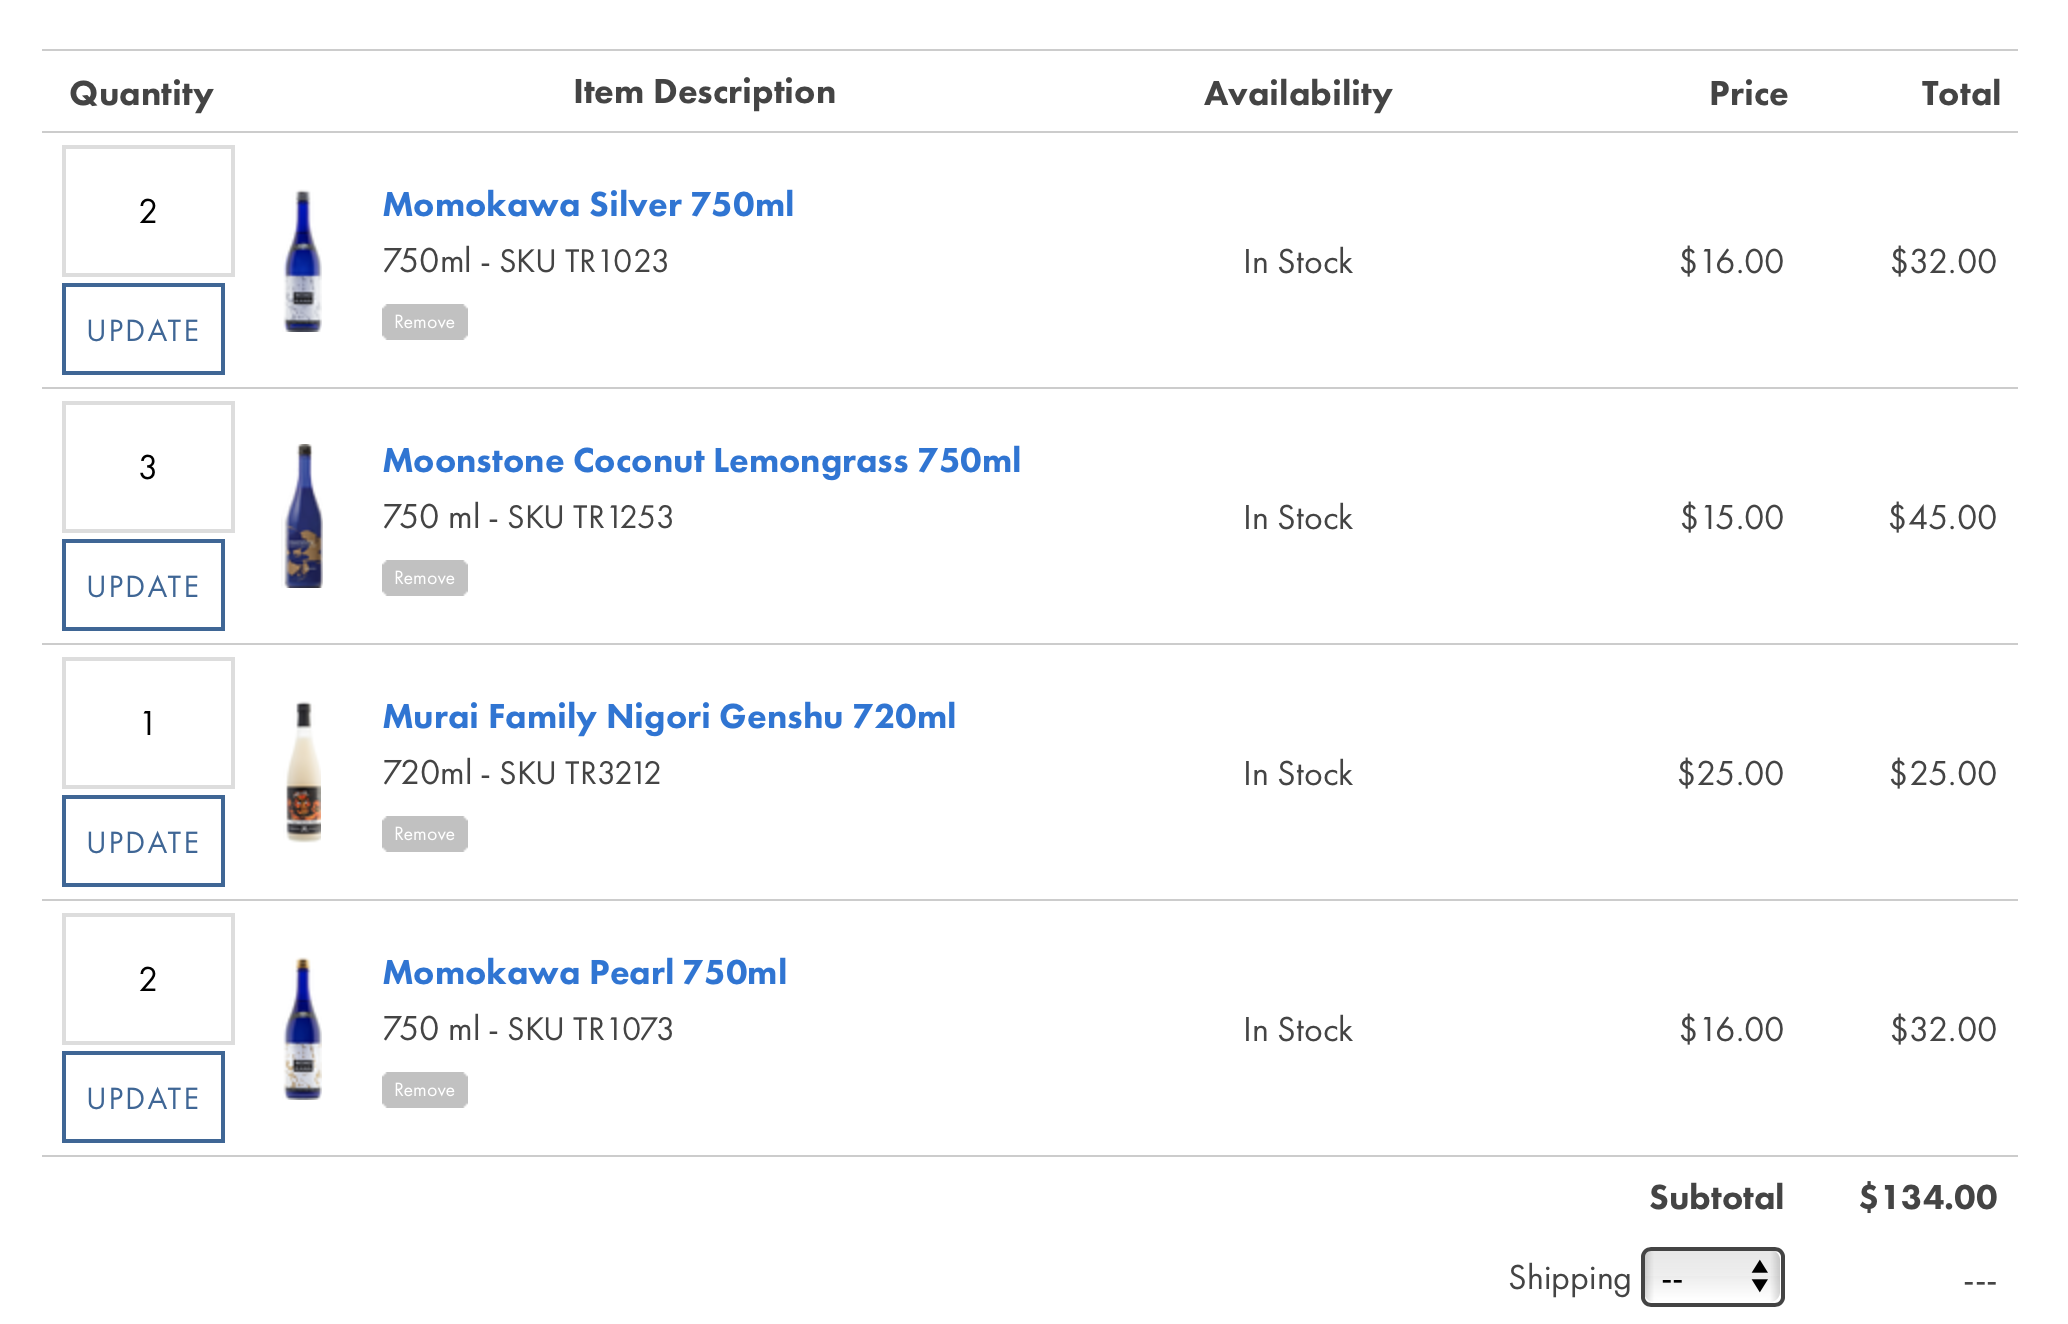 Quantity Item Description Availability Price Total
2
Momokawa Silver 750ml
750ml - SKU TR1023 In Stock $16.00 $32.00
Remove
UPDATE
3
Moonstone Coconut Lemongrass 750ml
750 ml - SKU TR1253 In Stock $15.00 $45.00
Remove
UPDATE
1
Murai Family Nigori Genshu 720ml
720ml - SKU TR3212 In Stock $25.00 $25.00
Remove
UPDATE
2
Momokawa Pearl 750ml
750 ml - SKU TR1073 In Stock $16.00 $32.00
Remove
UPDATE
Subtotal $134.00
Shipping -- ---